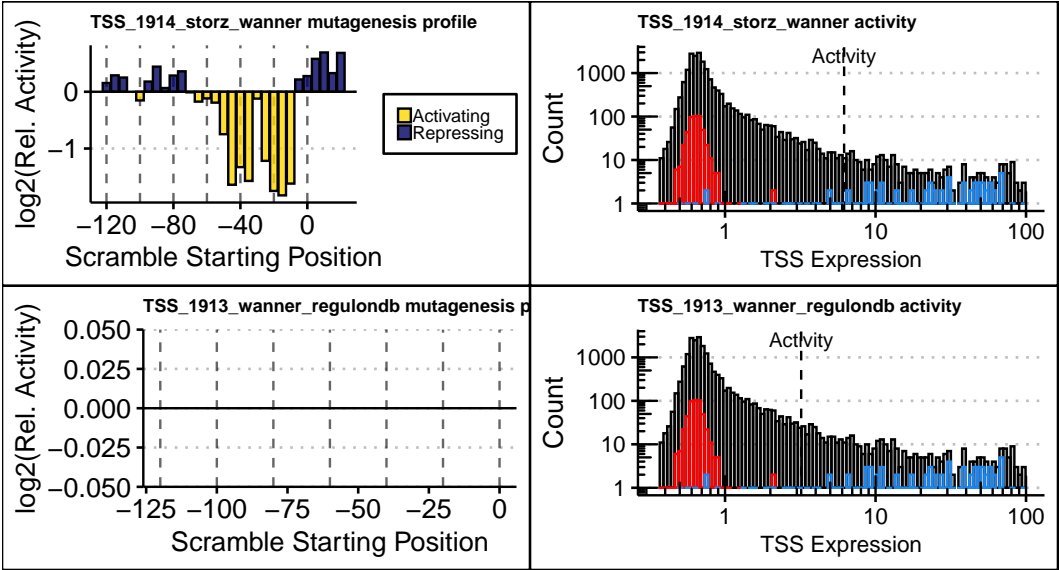 TSS_1914_storz_wanner mutagenesis profile
log2(Rel. Activity)
0
−1
−120
−80
−40
0
Scramble Starting Position
Activating
Repressing
TSS_1914_storz_wanner activity
Activity
Count
1000
100
10
1
1
10
100
TSS Expression
TSS_1913_wanner_regulondb mutagenesis p
log2(Rel. Activity)
0.050
0.025
0.000
−0.025
−0.050
−125
−100
−75
−50
−25
0
Scramble Starting Position
TSS_1913_wanner_regulondb activity
Activity
Count
1000
100
10
1
1
10
100
TSS Expression